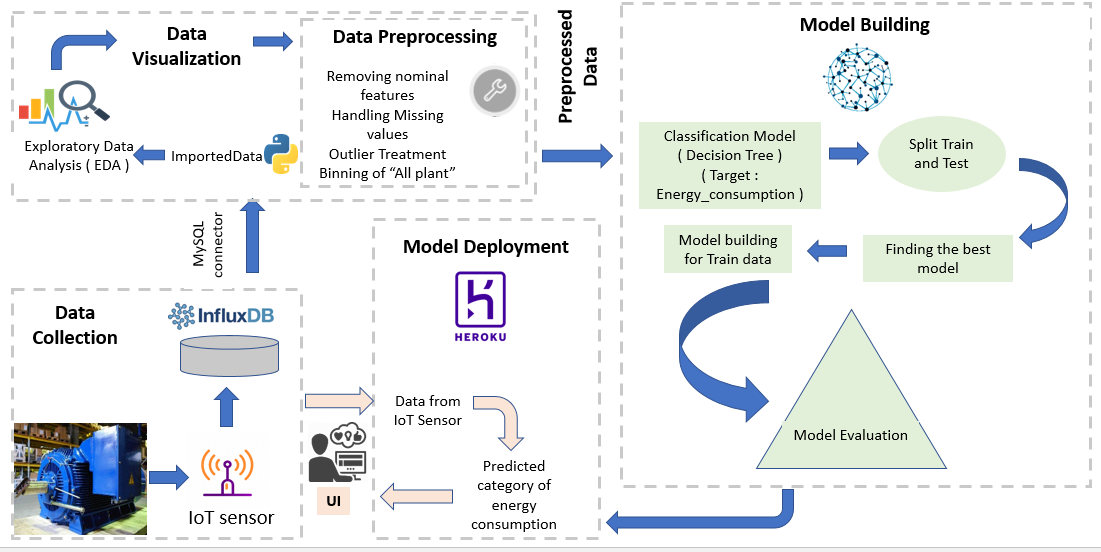 Data
Visualization
Data Preprocessing
Removing nominal
features
Handling Missing
values
Outlier Treatment
Binning of “All plant”
Exploratory Data
Analysis ( EDA )
ImportedData
Preprocessed
Data
Model Building
Classification Model
( Decision Tree )
( Target :
Energy_consumption )
Split Train
and Test
Finding the best
model
Model building
for Train data
Model Evaluation
MySQL
connector
Data
Collection
InfluxDB
IoT sensor
Model Deployment
HEROKU
Data from
IoT Sensor
Predicted
category of
energy
consumption
UI